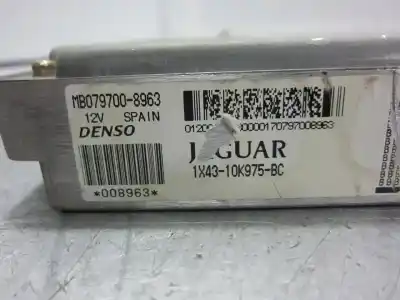 MB079700-8963
12V SPAIN
DENSO
*008963*
JAGUAR
1X43-10K975-BC